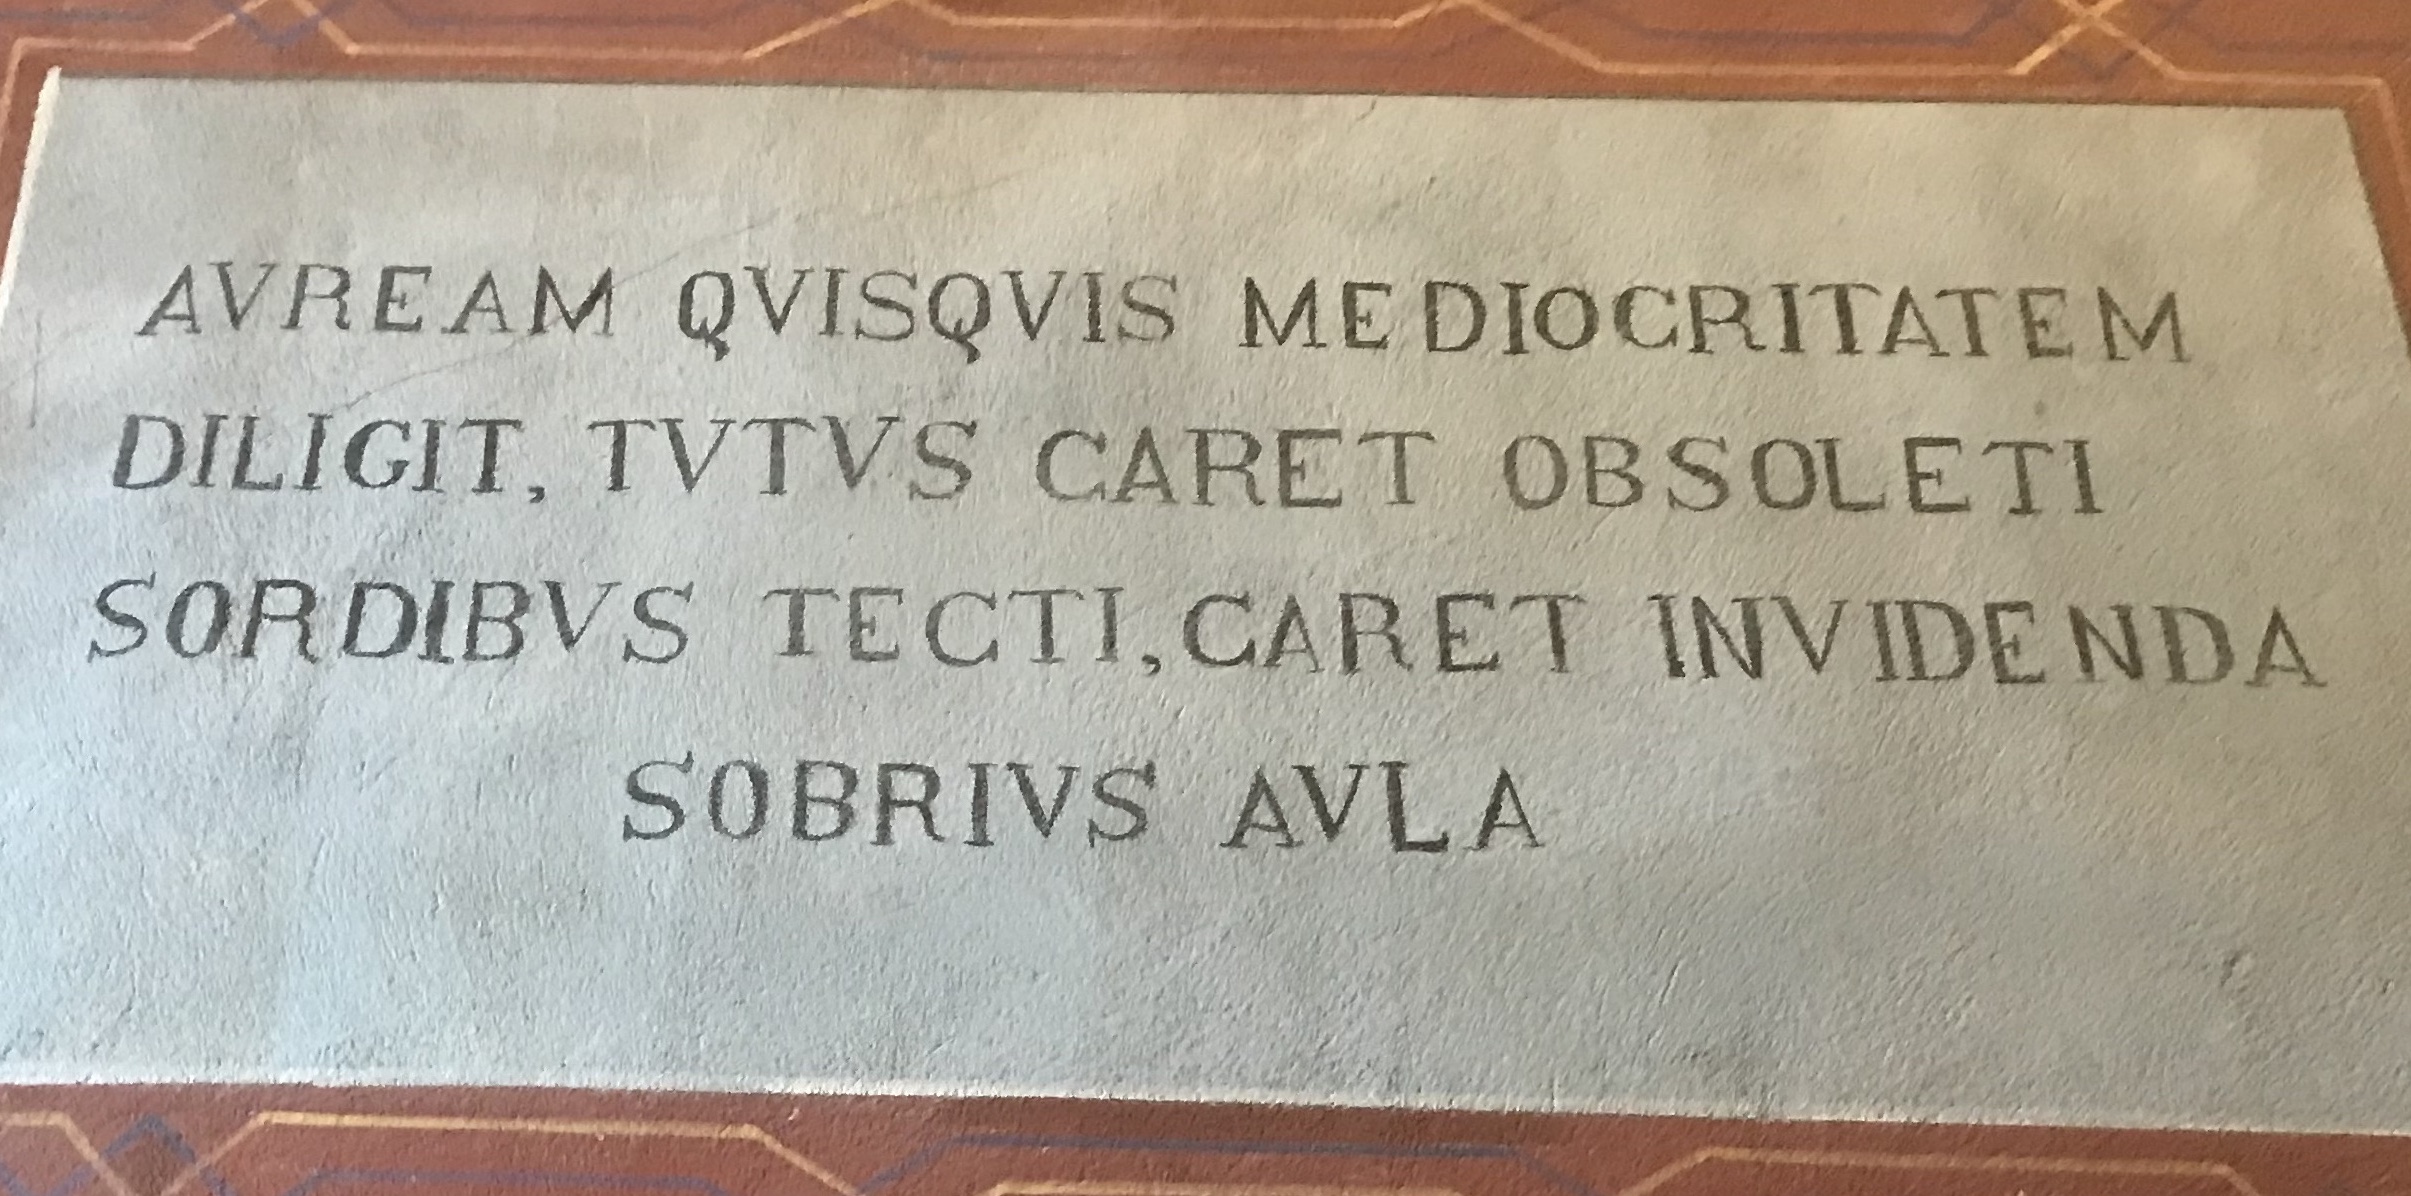 AVREAM QVISQVIS MEDIOCRITATEM
DILIGIT, TVTVS CARET OBSOLETI
SORDIBVS TECTI, CARET INVIDENDA
SOBRIVS AVLA